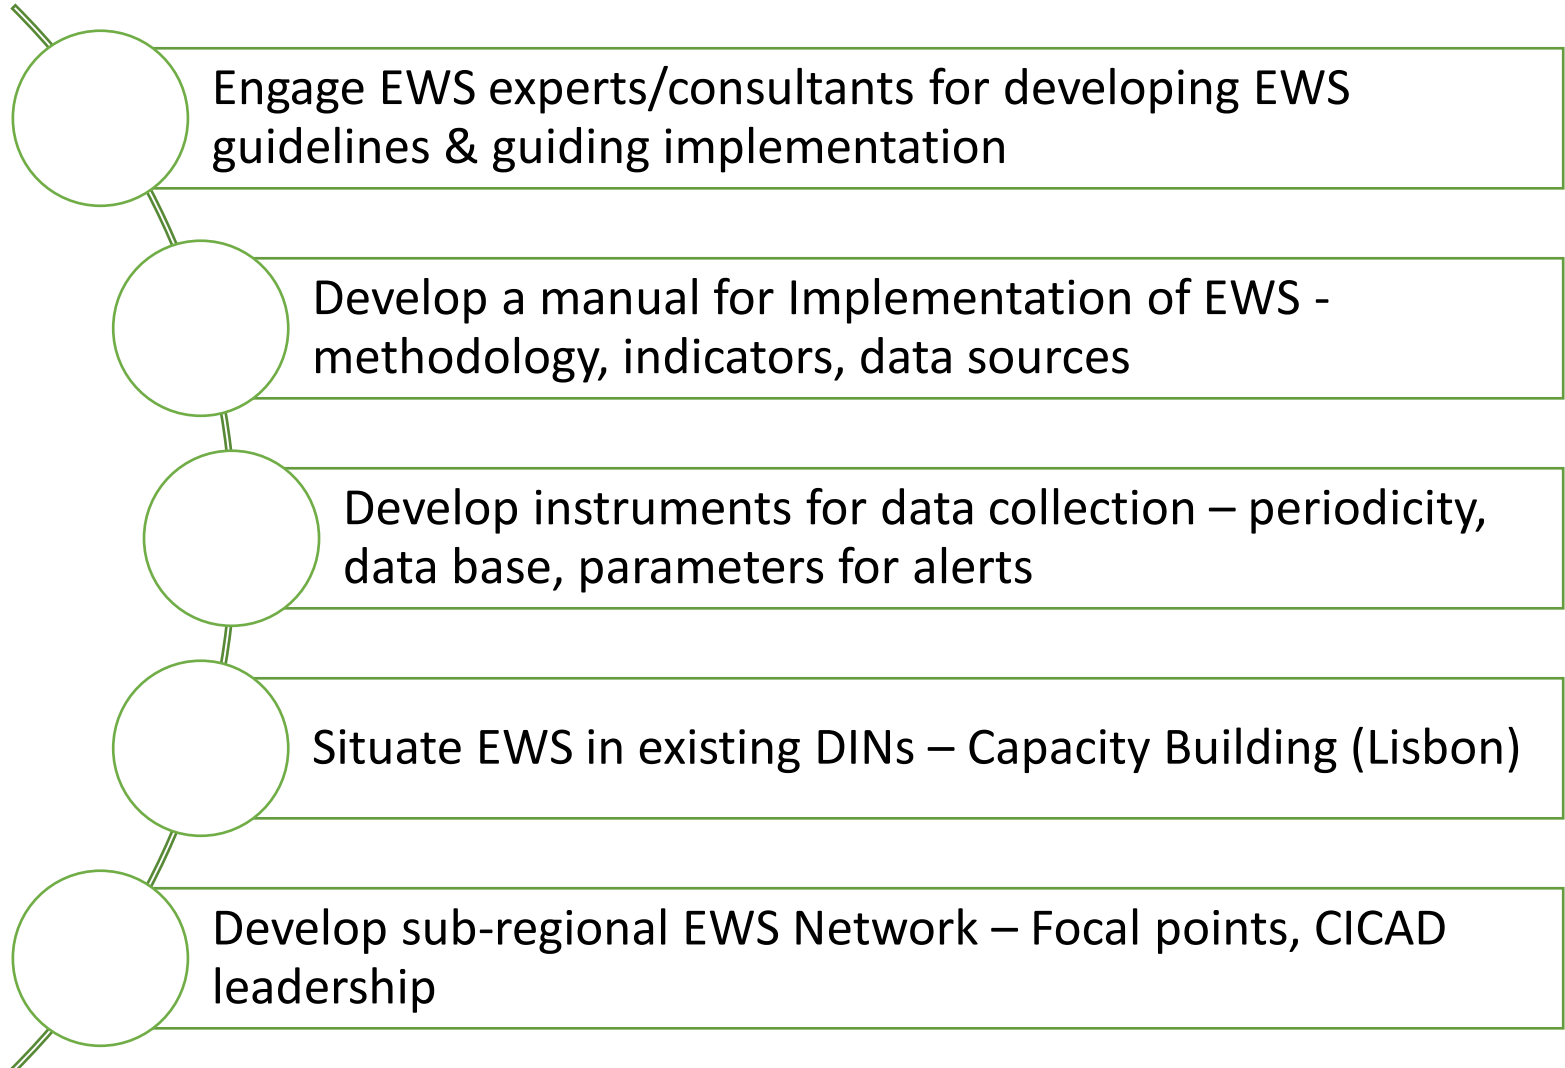 Engage EWS experts/consultants for developing EWS
guidelines & guiding implementation
Develop a manual for Implementation of EWS -
methodology, indicators, data sources
Develop instruments for data collection – periodicity,
data base, parameters for alerts
Situate EWS in existing DINs – Capacity Building (Lisbon)
Develop sub-regional EWS Network – Focal points, CICAD
leadership